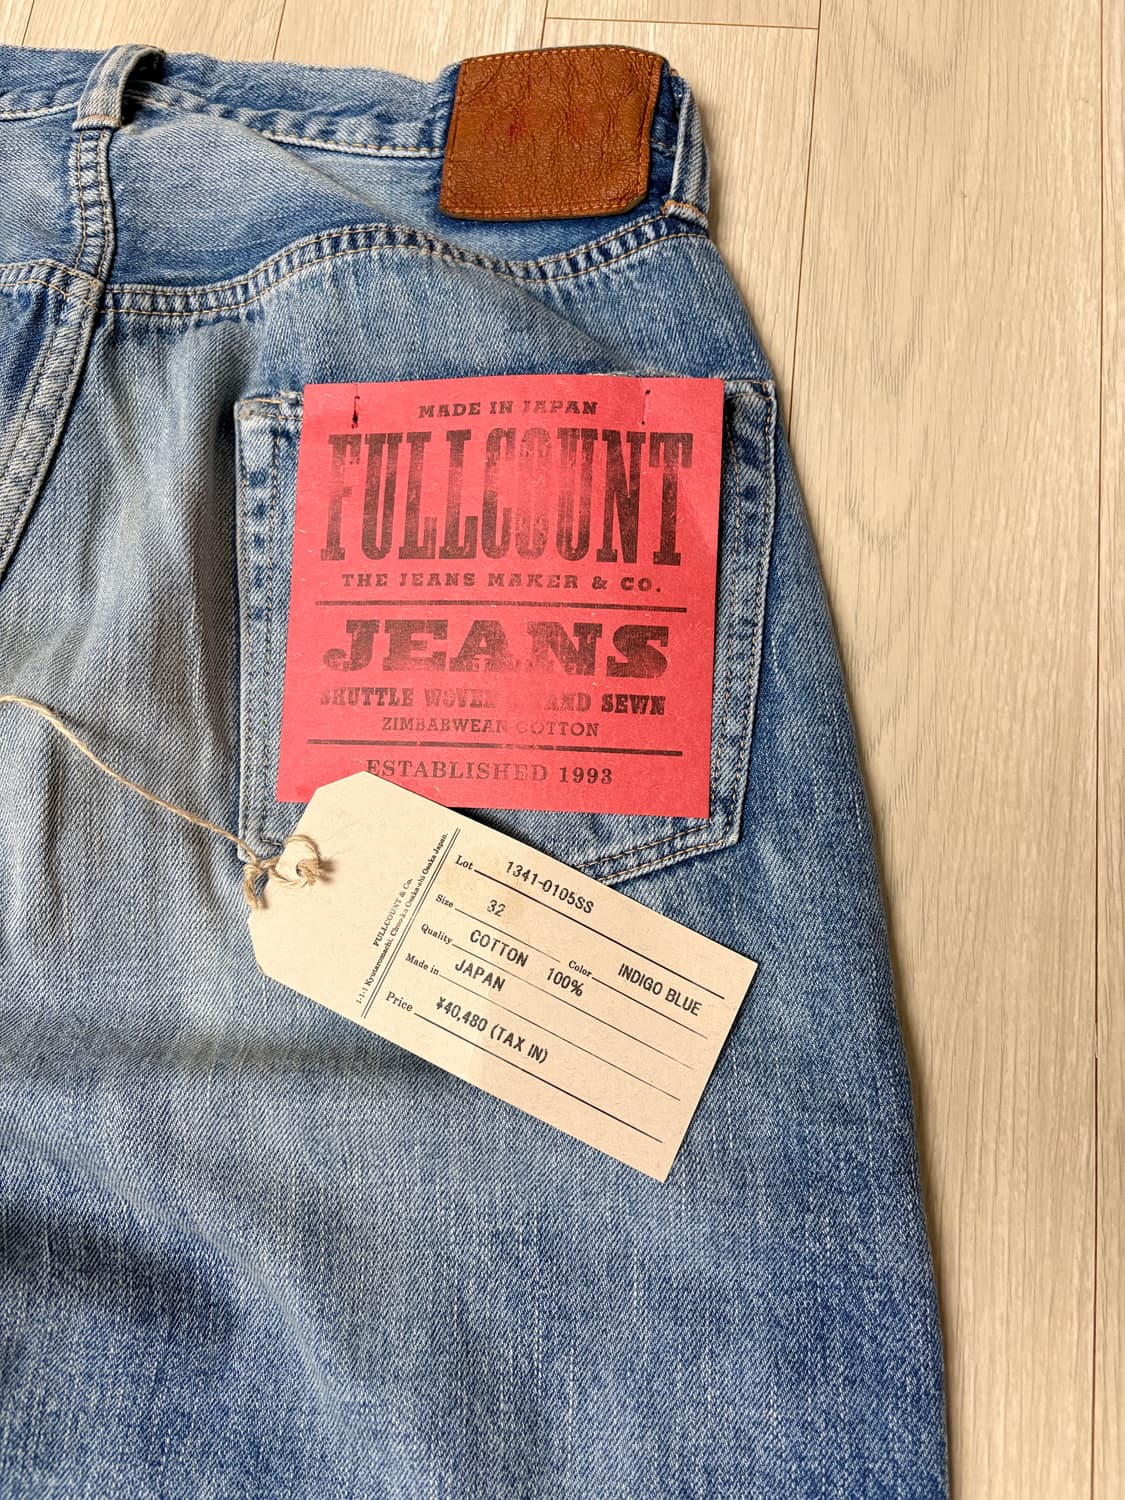 MADE IN JAPAN
FULLCOUNT
THE JEANS MAKER & CO.
JEANS
SHUTTLE WOVEN AND SEWN
ZIMBABWEAN COTTON
ESTABLISHED 1993
FULLCOUNT & Co.
Osaka Japan.
Lot 1341-0105SS
Size 32
Quality COTTON 100% Color INDIGO BLUE
Made in JAPAN
Price ¥40,480 (TAX IN)